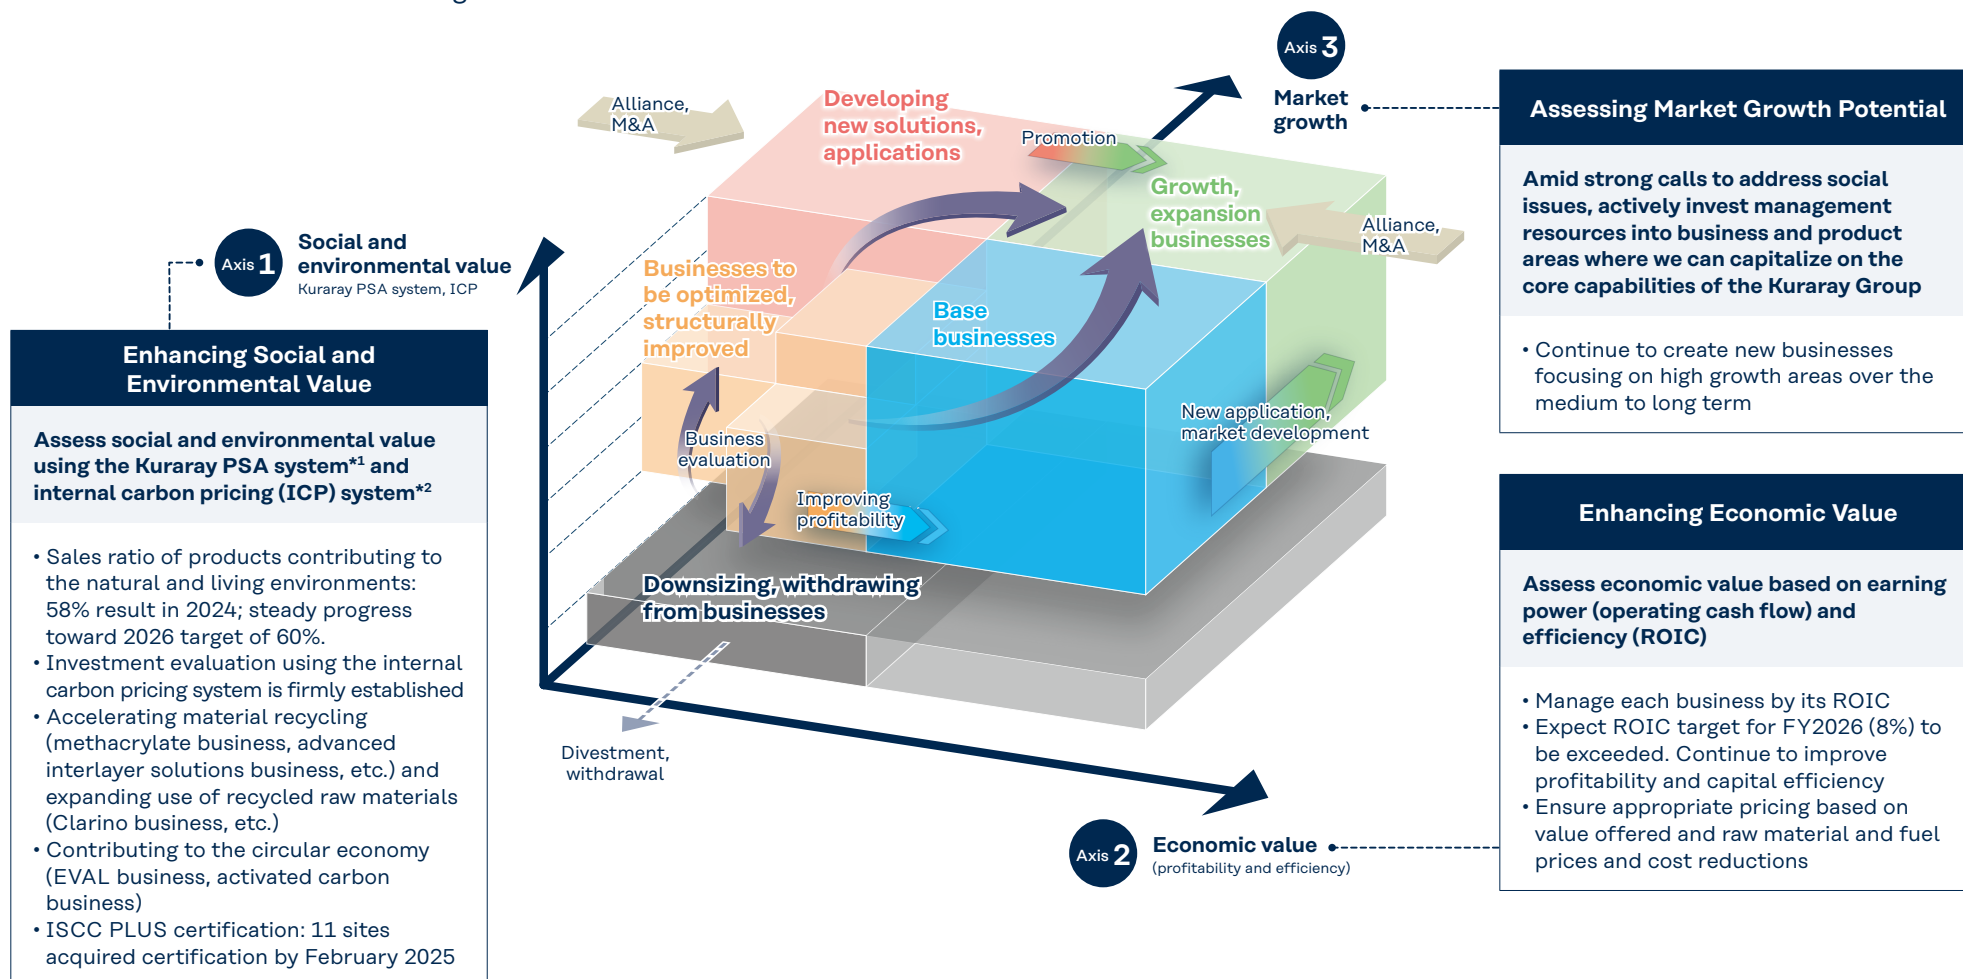 Axis 1
Social and
environmental value
Kuraray PSA system, ICP
Enhancing Social and
Environmental Value
Assess social and environmental value
using the Kuraray PSA system*1 and
internal carbon pricing (ICP) system*2
• Sales ratio of products contributing to
the natural and living environments:
58% result in 2024; steady progress
toward 2026 target of 60%.
• Investment evaluation using the internal
carbon pricing system is firmly established
• Accelerating material recycling
(methacrylate business, advanced
interlayer solutions business, etc.) and
expanding use of recycled raw materials
(Clarino business, etc.)
• Contributing to the circular economy
(EVAL business, activated carbon
business)
• ISCC PLUS certification: 11 sites
acquired certification by February 2025
Alliance,
M&A
Developing
new solutions,
applications
Promotion
Growth,
expansion
businesses
Alliance,
M&A
Businesses to
be optimized,
structurally
improved
Base
businesses
Business
evaluation
New application,
market development
Improving
profitability
Downsizing, withdrawing
from businesses
Divestment,
withdrawal
Axis 3
Market
growth
Assessing Market Growth Potential
Amid strong calls to address social
issues, actively invest management
resources into business and product
areas where we can capitalize on the
core capabilities of the Kuraray Group
• Continue to create new businesses
focusing on high growth areas over the
medium to long term
Axis 2
Economic value
(profitability and efficiency)
Enhancing Economic Value
Assess economic value based on earning
power (operating cash flow) and
efficiency (ROIC)
• Manage each business by its ROIC
• Expect ROIC target for FY2026 (8%) to
be exceeded. Continue to improve
profitability and capital efficiency
• Ensure appropriate pricing based on
value offered and raw material and fuel
prices and cost reductions